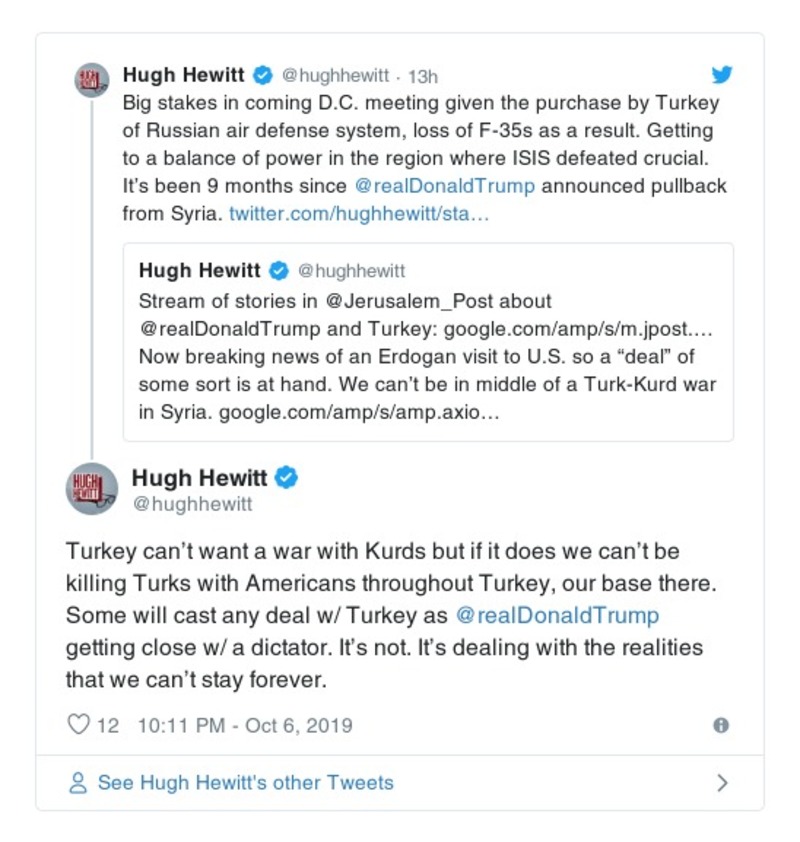 Hugh Hewitt @hughhewitt · 13h
Big stakes in coming D.C. meeting given the purchase by Turkey
of Russian air defense system, loss of F-35s as a result. Getting
to a balance of power in the region where ISIS defeated crucial.
It's been 9 months since @realDonaldTrump announced pullback
from Syria. twitter.com/hughhewitt/sta…
Hugh Hewitt @hughhewitt
Stream of stories in @Jerusalem_Post about
@realDonaldTrump and Turkey: google.com/amp/s/m.jpost.…
Now breaking news of an Erdogan visit to U.S. so a “deal” of
some sort is at hand. We can’t be in middle of a Turk-Kurd war
in Syria. google.com/amp/s/amp.axio…
HUGH HEWITT
Hugh Hewitt
@hughhewitt
Turkey can’t want a war with Kurds but if it does we can’t be
killing Turks with Americans throughout Turkey, our base there.
Some will cast any deal w/ Turkey as @realDonaldTrump
getting close w/ a dictator. It’s not. It’s dealing with the realities
that we can’t stay forever.
12 10:11 PM - Oct 6, 2019
See Hugh Hewitt's other Tweets